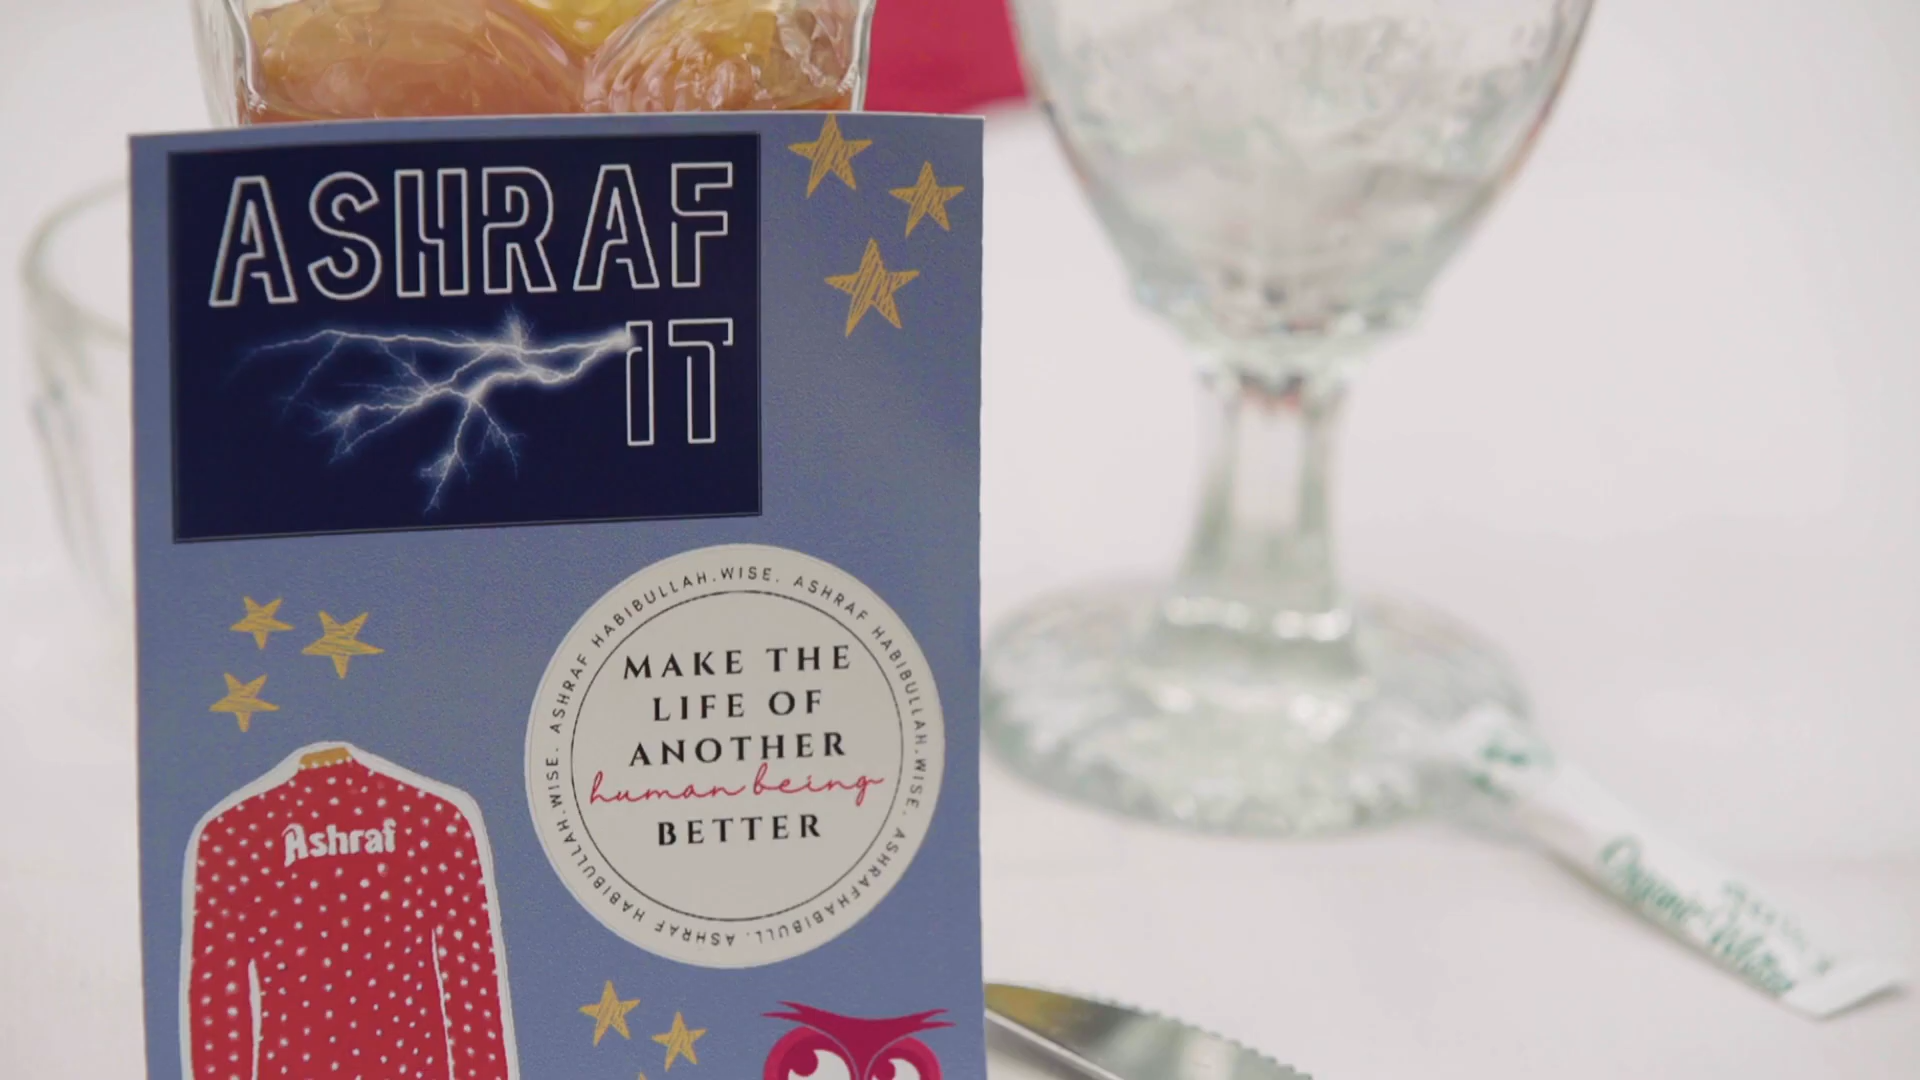 ASHRAF
IT
ASHRAF HABIBULLAH.WISE. ASHRAF HABIBULLAH.WISE. ASHRAFHABIBULL. ASHRAF HABIBULLAH.WISE.
MAKE THE
LIFE OF
ANOTHER
human being
BETTER
Ashraf
Organic